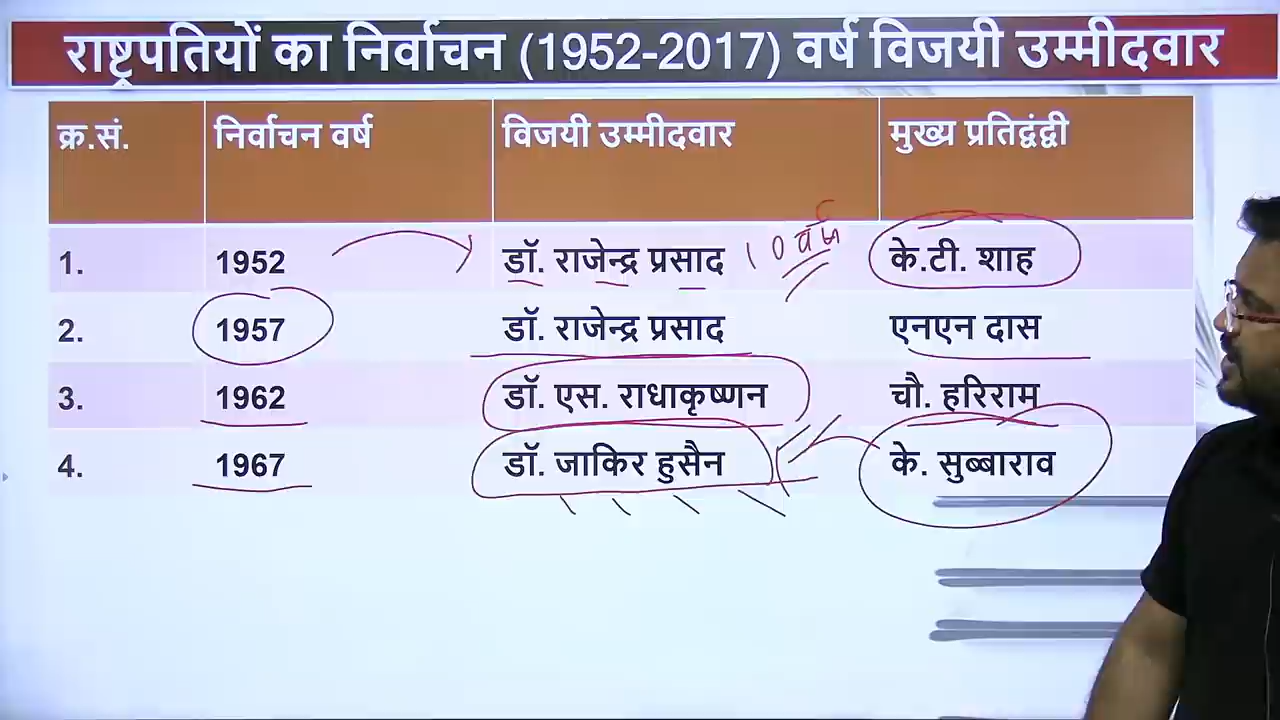 राष्ट्रपतियों का निर्वाचन (1952-2017) वर्ष विजयी उम्मीदवार
क्र.सं. निर्वाचन वर्ष विजयी उम्मीदवार मुख्य प्रतिद्वंद्वी
1. 1952 डॉ. राजेन्द्र प्रसाद 10 वर्ष के.टी. शाह
2. 1957 डॉ. राजेन्द्र प्रसाद एनएन दास
3. 1962 डॉ. एस. राधाकृष्णन चौ. हरिराम
4. 1967 डॉ. जाकिर हुसैन के. सुब्बाराव